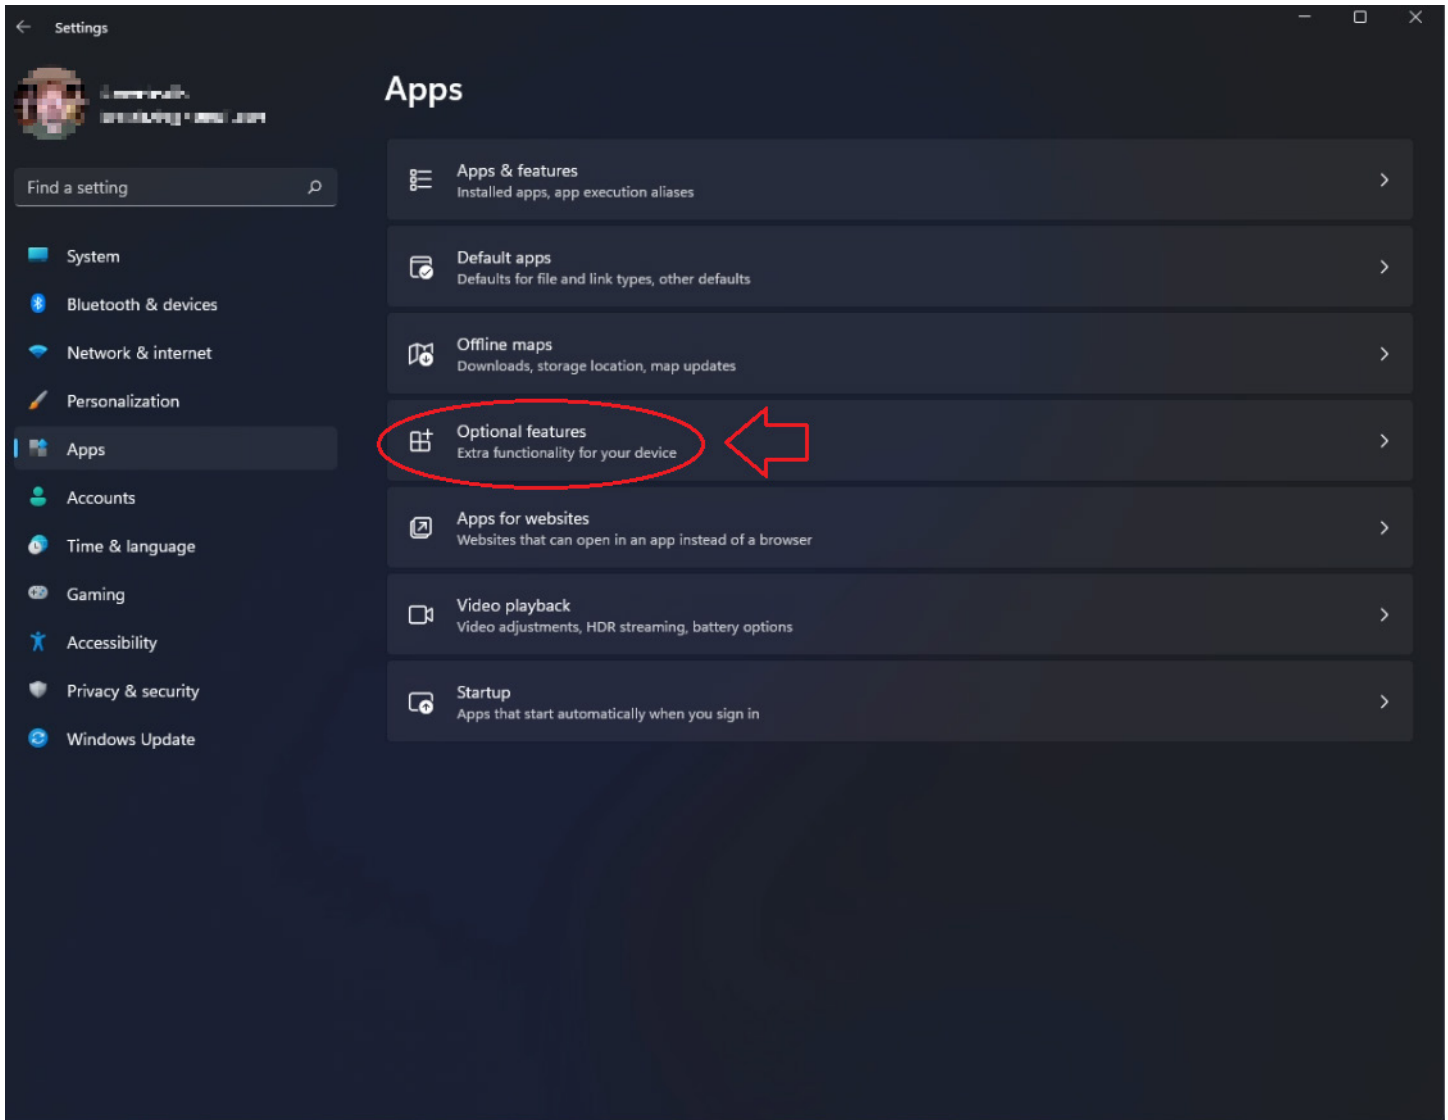 Settings
Find a setting
System
Bluetooth & devices
Network & internet
Personalization
Apps
Accounts
Time & language
Gaming
Accessibility
Privacy & security
Windows Update
Apps
Apps & features
Installed apps, app execution aliases
Default apps
Defaults for file and link types, other defaults
Offline maps
Downloads, storage location, map updates
Optional features
Extra functionality for your device
Apps for websites
Websites that can open in an app instead of a browser
Video playback
Video adjustments, HDR streaming, battery options
Startup
Apps that start automatically when you sign in